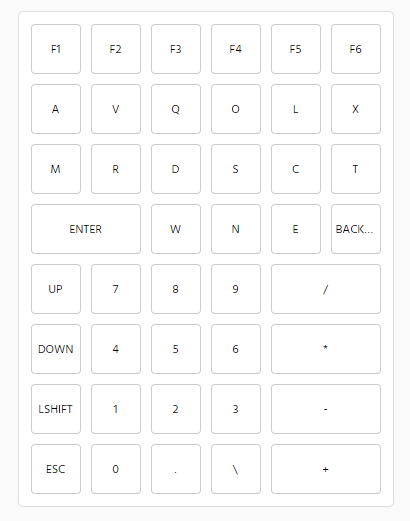 F1 F2 F3 F4 F5 F6
A V Q O L X
M R D S C T
ENTER W N E BACK...
UP 7 8 9 /
DOWN 4 5 6 *
LSHIFT 1 2 3 -
ESC 0 . \ +